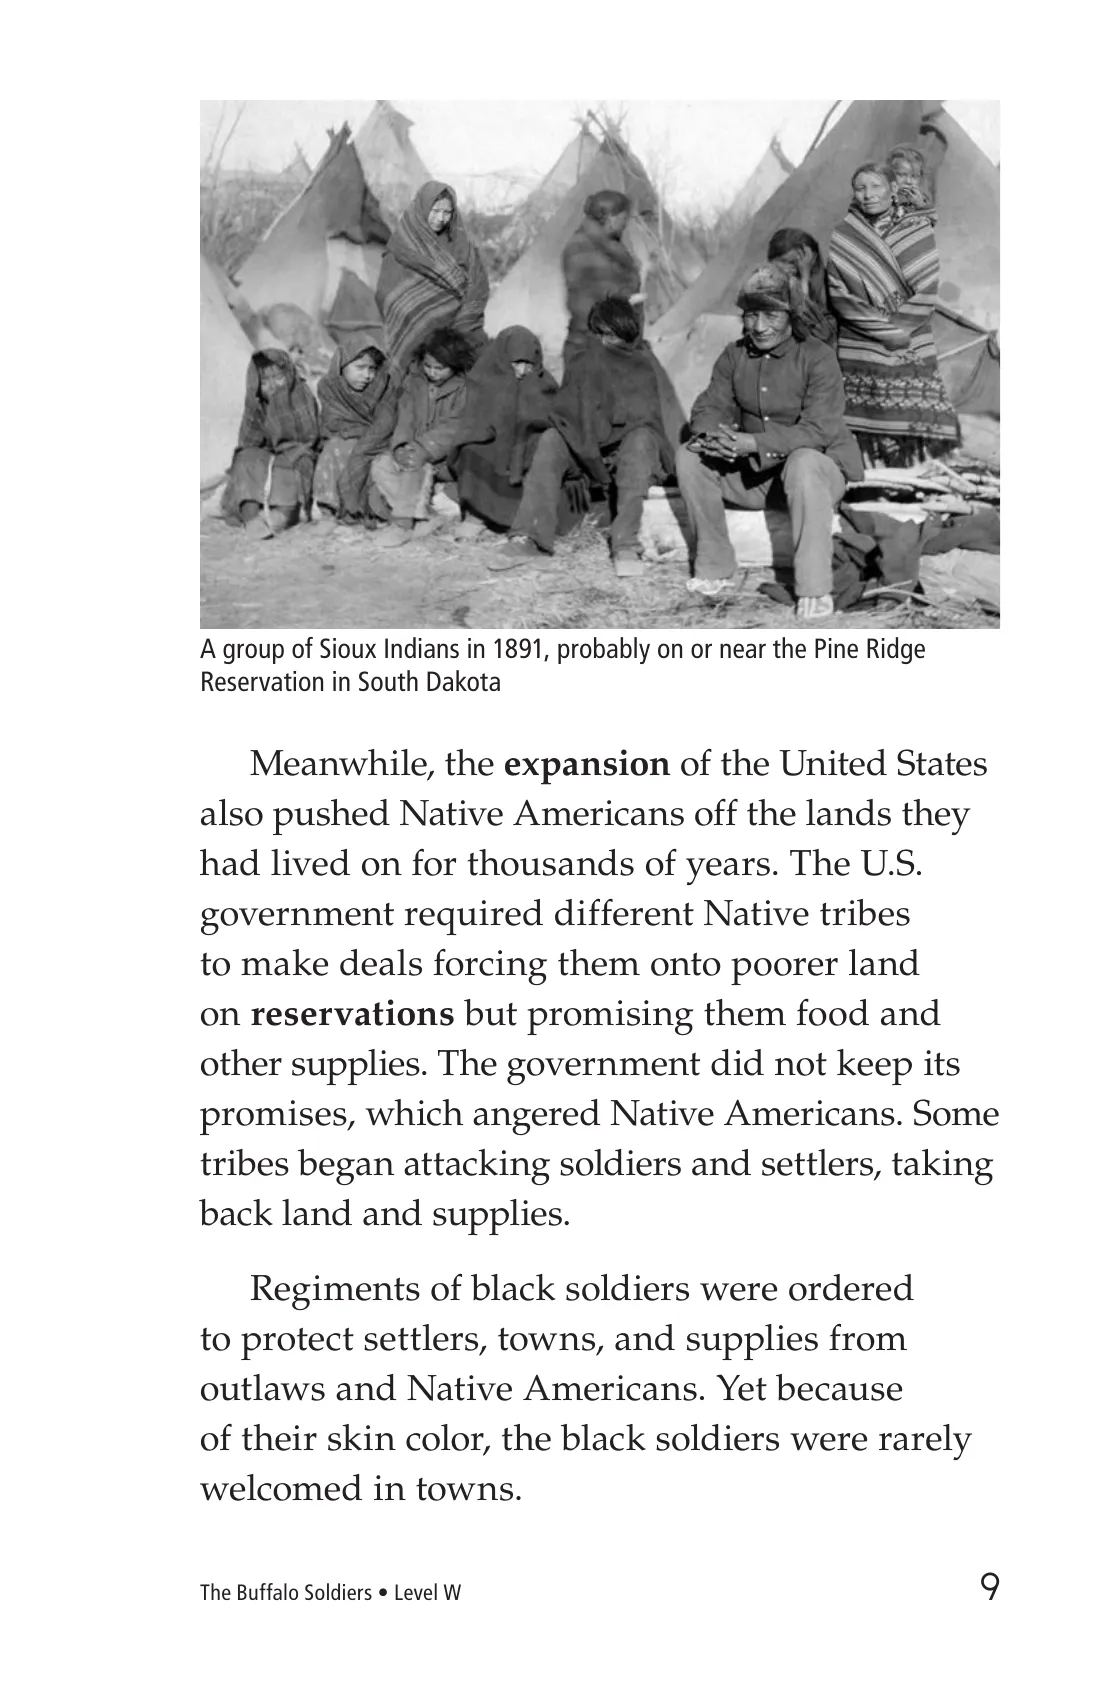 A group of Sioux Indians in 1891, probably on or near the Pine Ridge
Reservation in South Dakota
Meanwhile, the expansion of the United States
also pushed Native Americans off the lands they
had lived on for thousands of years. The U.S.
government required different Native tribes
to make deals forcing them onto poorer land
on reservations but promising them food and
other supplies. The government did not keep its
promises, which angered Native Americans. Some
tribes began attacking soldiers and settlers, taking
back land and supplies.
Regiments of black soldiers were ordered
to protect settlers, towns, and supplies from
outlaws and Native Americans. Yet because
of their skin color, the black soldiers were rarely
welcomed in towns.
The Buffalo Soldiers • Level W
9